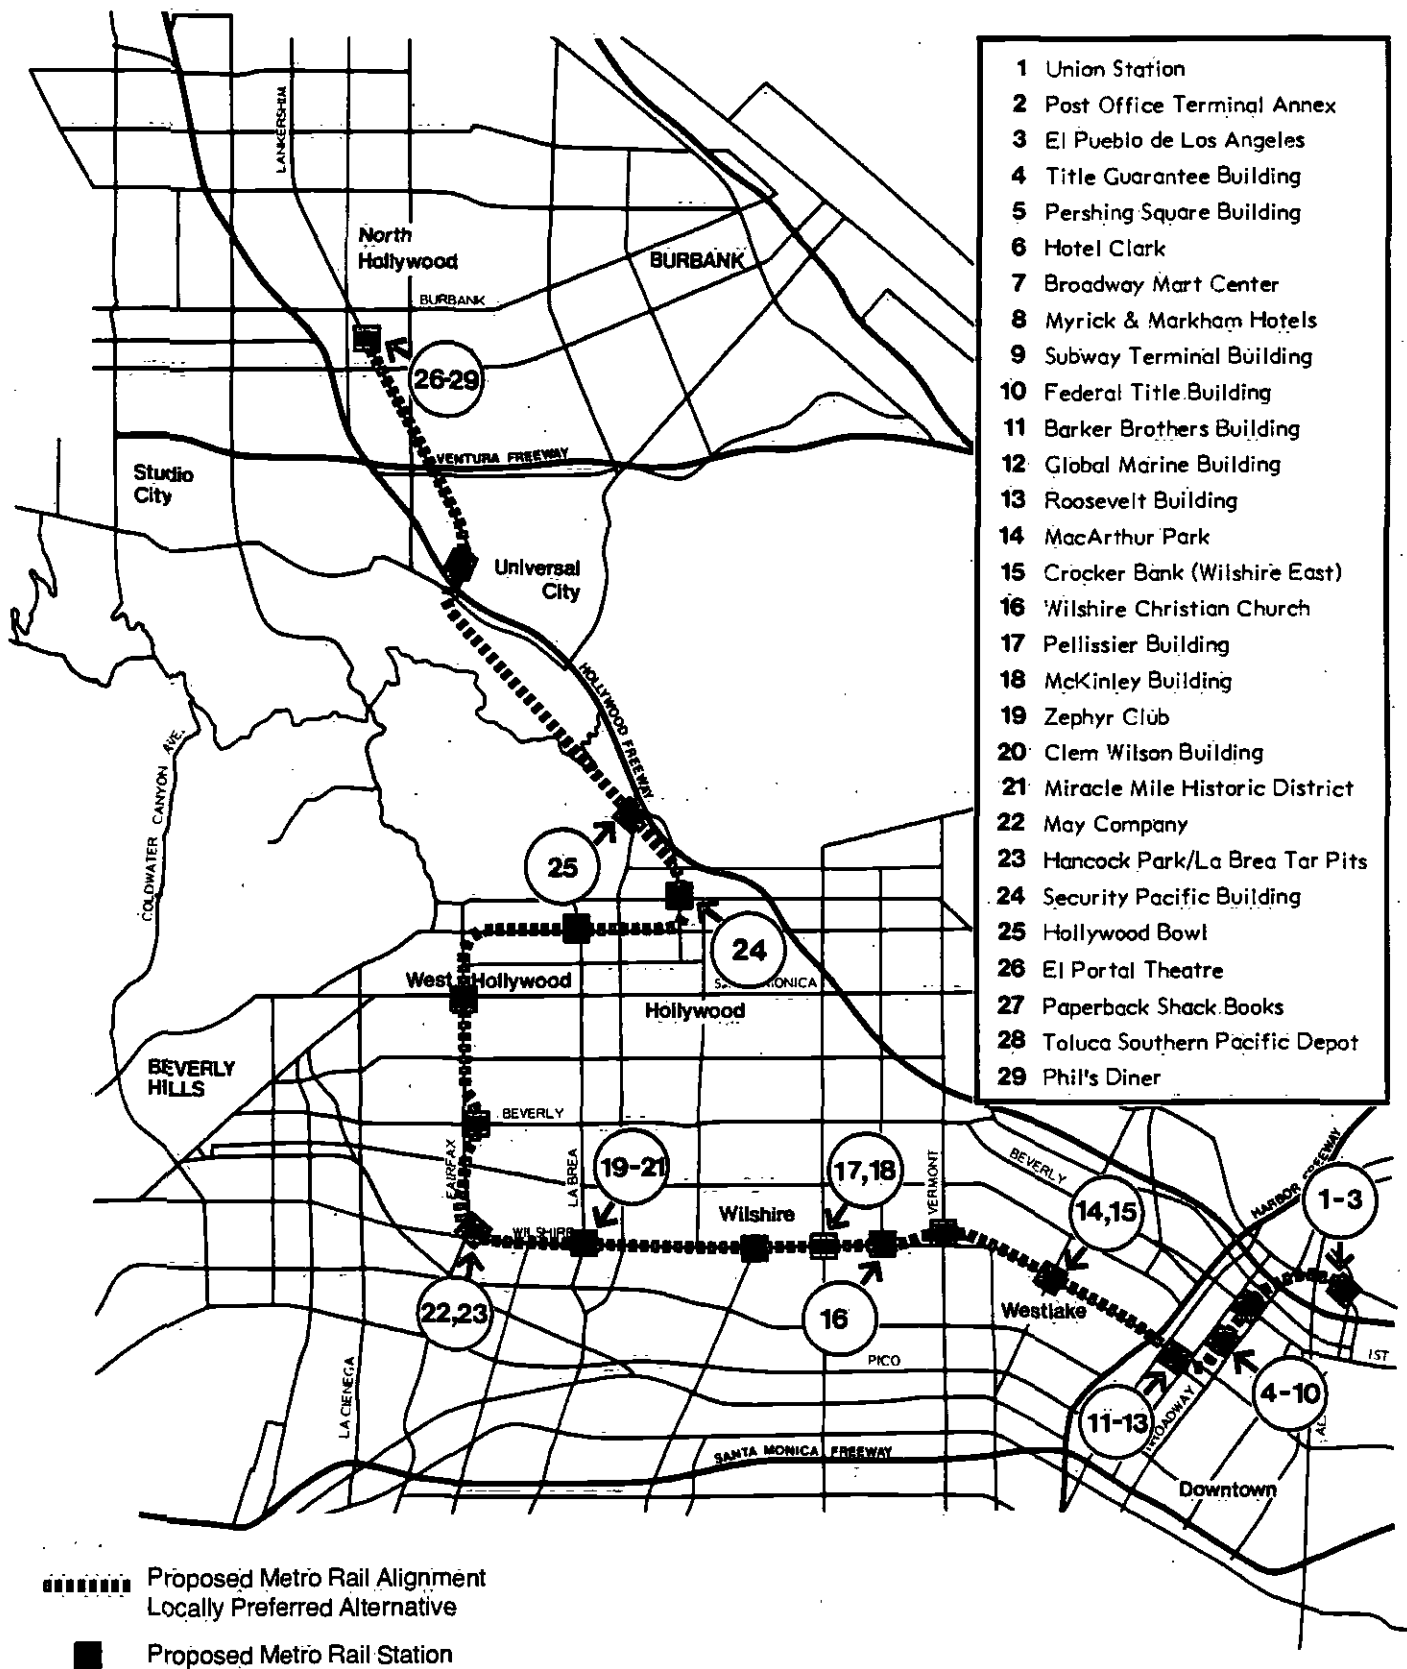 1 Union Station
2 Post Office Terminal Annex
3 El Pueblo de Los Angeles
4 Title Guarantee Building
5 Pershing Square Building
6 Hotel Clark
7 Broadway Mart Center
8 Myrick & Markham Hotels
9 Subway Terminal Building
10 Federal Title Building
11 Barker Brothers Building
12 Global Marine Building
13 Roosevelt Building
14 MacArthur Park
15 Crocker Bank (Wilshire East)
16 Wilshire Christian Church
17 Pellissier Building
18 McKinley Building
19 Zephyr Club
20 Clem Wilson Building
21 Miracle Mile Historic District
22 May Company
23 Hancock Park/La Brea Tar Pits
24 Security Pacific Building
25 Hollywood Bowl
26 El Portal Theatre
27 Paperback Shack Books
28 Toluca Southern Pacific Depot
29 Phil's Diner
LANKERSHIM
North
Hollywood
BURBANK
BURBANK
26-29
VENTURA FREEWAY
Studio
City
Universal
City
HOLLYWOOD FREEWAY
COLDWATER CANYON AVE.
25
24
West Hollywood
Hollywood
BEVERLY
HILLS
BEVERLY
FAIRFAX
LA BREA
19-21
17,18
VERMONT
BEVERLY
14,15
HARBOR FREEWAY
1-3
Wilshire
WILSHIRE
22,23
16
Westlake
PICO
1ST
LA CIENEGA
11-13
BROADWAY
4-10
SANTA MONICA FREEWAY
Downtown
Proposed Metro Rail Alignment
Locally Preferred Alternative
Proposed Metro Rail Station